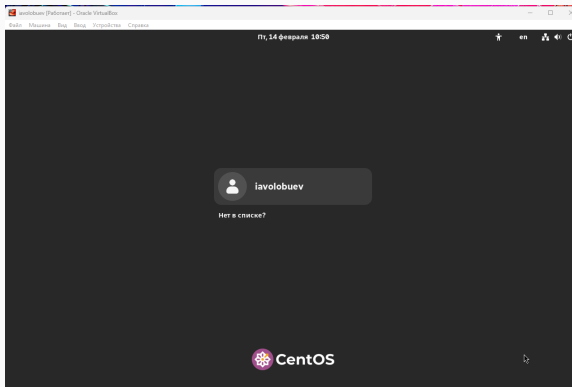 iavolobuev [Работает] - Oracle VirtualBox
Файл Машина Вид Ввод Устройства Справка
Пт, 14 февраля 10:50
en
iavolobuev
Нет в списке?
CentOS